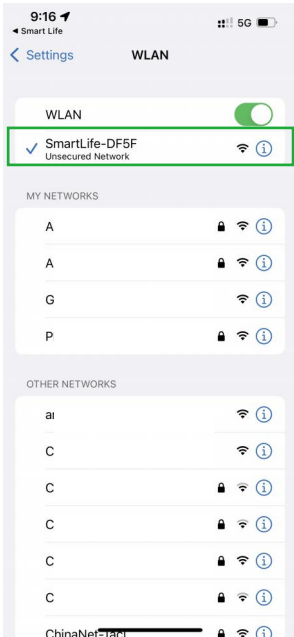 9:16
5G
◀ Smart Life
Settings
WLAN
WLAN
SmartLife-DF5F
Unsecured Network
MY NETWORKS
A
A
G
P
OTHER NETWORKS
C
C
C
C
C